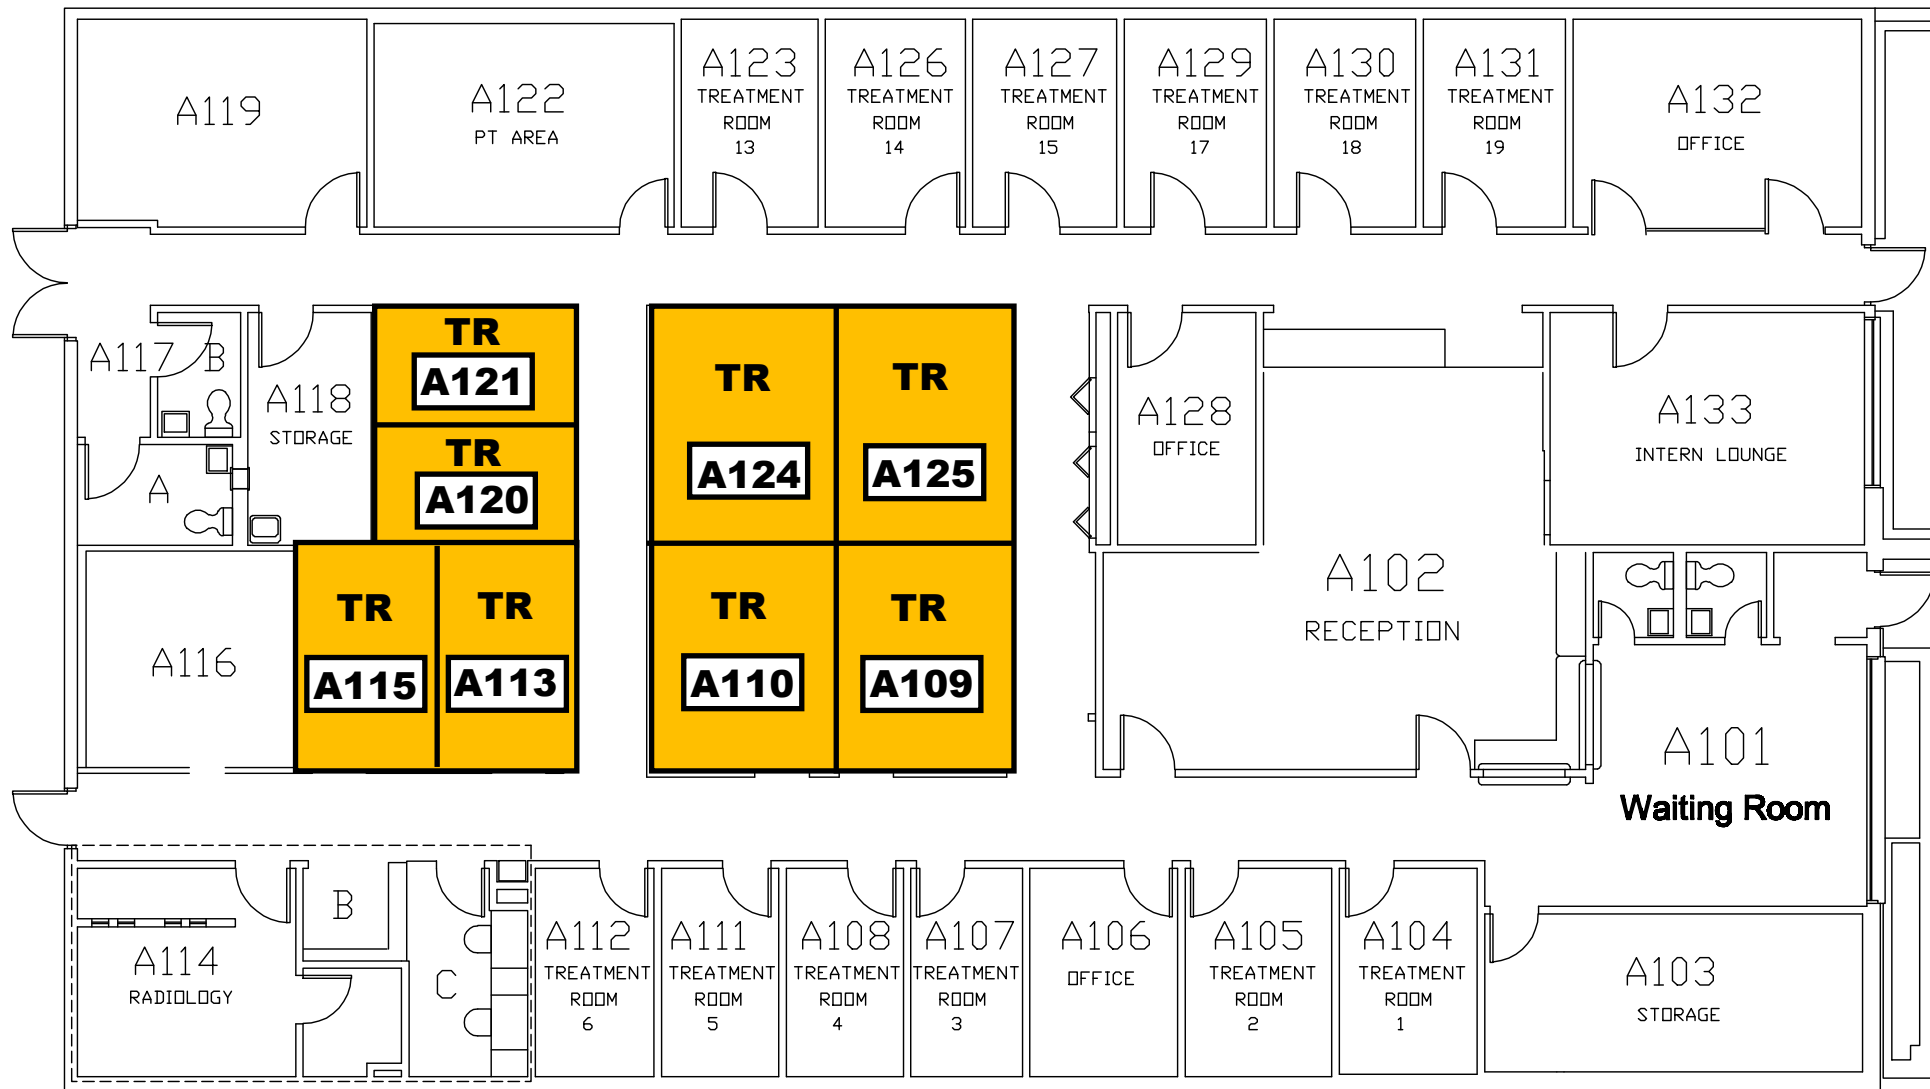 A119
A122
PT AREA
A123
TREATMENT
ROOM
13
A126
TREATMENT
ROOM
14
A127
TREATMENT
ROOM
15
A129
TREATMENT
ROOM
17
A130
TREATMENT
ROOM
18
A131
TREATMENT
ROOM
19
A132
OFFICE
A117
B
A
A118
STORAGE
TR
A121
TR
A120
TR
A124
TR
A125
A128
OFFICE
A133
INTERN LOUNGE
A116
TR
A115
TR
A113
TR
A110
TR
A109
A102
RECEPTION
A101
Waiting Room
A114
RADIOLOGY
B
C
A112
TREATMENT
ROOM
6
A111
TREATMENT
ROOM
5
A108
TREATMENT
ROOM
4
A107
TREATMENT
ROOM
3
A106
OFFICE
A105
TREATMENT
ROOM
2
A104
TREATMENT
ROOM
1
A103
STORAGE